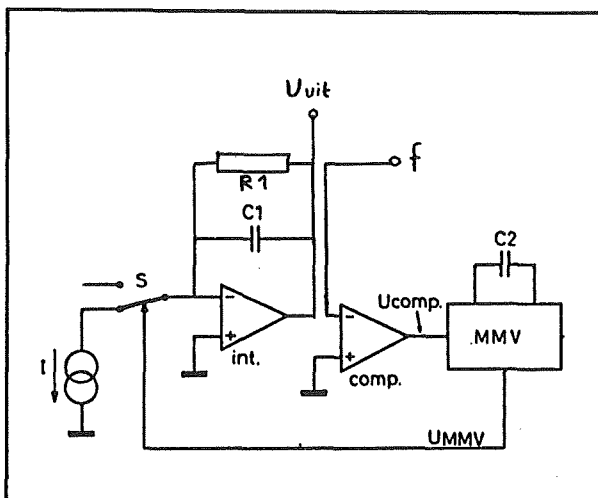 Uuit
f
R1
C1
C2
S
-
+
int.
-
+
comp.
Ucomp.
.MMV
I
UMMV